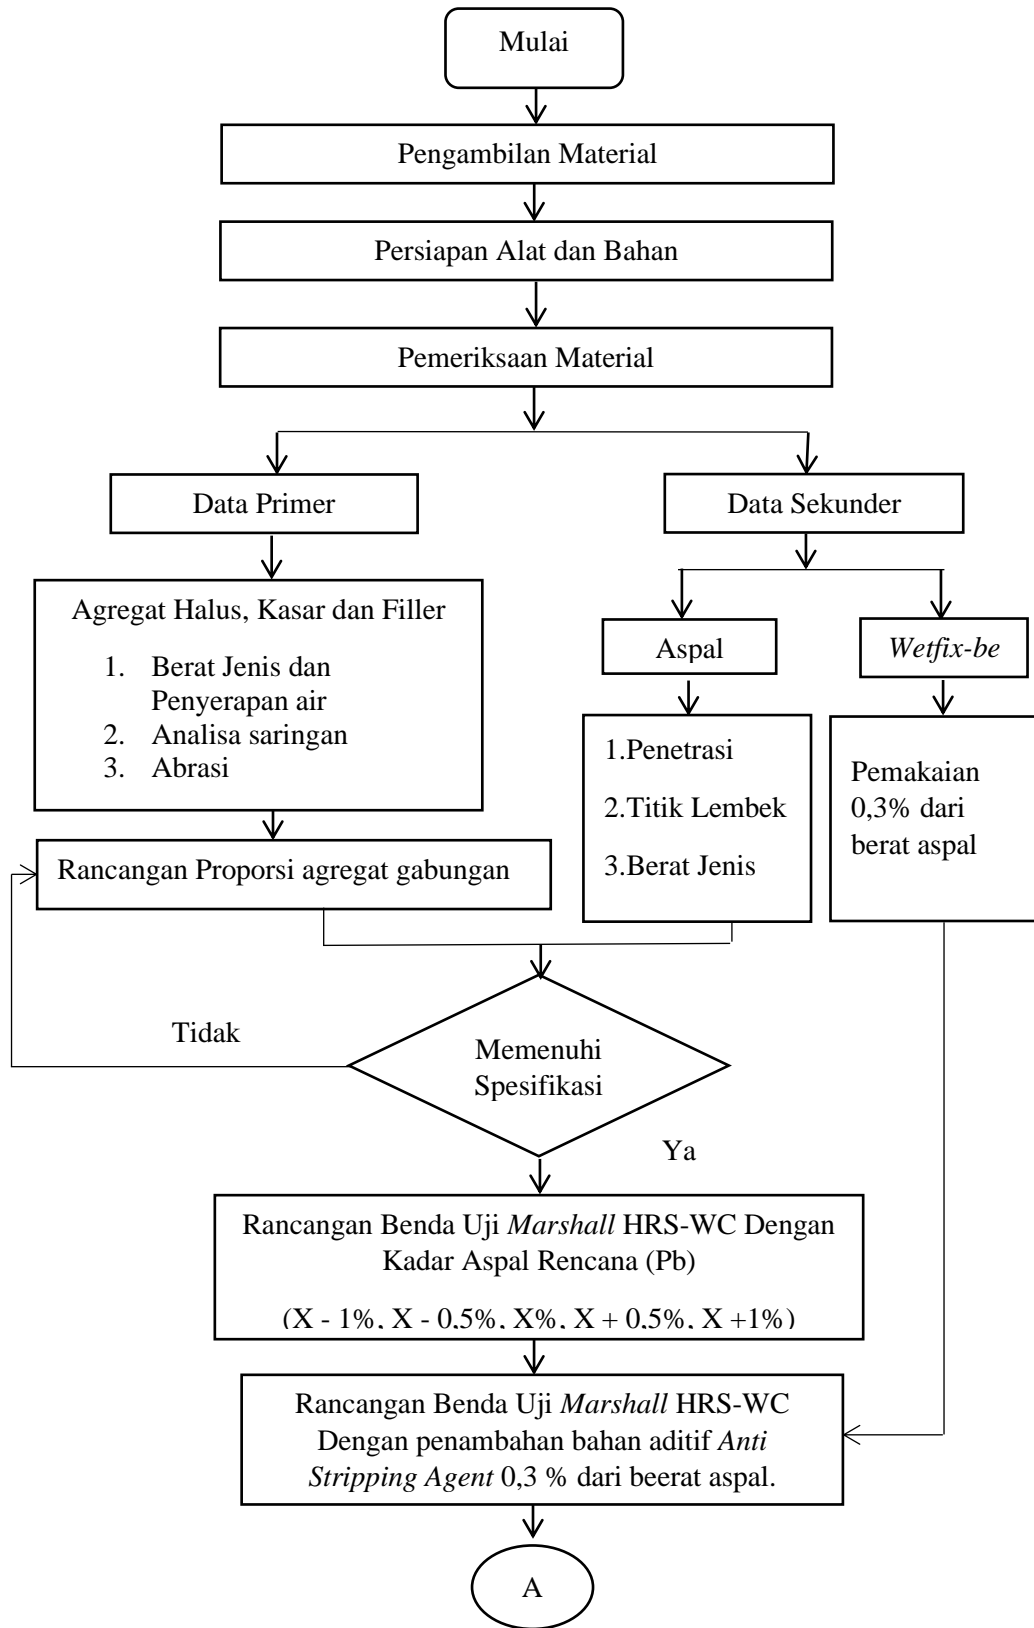 Mulai
Pengambilan Material
Persiapan Alat dan Bahan
Pemeriksaan Material
Data Primer
Data Sekunder
Agregat Halus, Kasar dan Filler
1. Berat Jenis dan
Penyerapan air
2. Analisa saringan
3. Abrasi
Aspal
Wetfix-be
1.Penetrasi
2.Titik Lembek
3.Berat Jenis
Pemakaian
0,3% dari
berat aspal
Rancangan Proporsi agregat gabungan
Tidak
Memenuhi
Spesifikasi
Ya
Rancangan Benda Uji Marshall HRS-WC Dengan
Kadar Aspal Rencana (Pb)
(X - 1%, X - 0,5%, X%, X + 0,5%, X +1%)
Rancangan Benda Uji Marshall HRS-WC
Dengan penambahan bahan aditif Anti
Stripping Agent 0,3 % dari beerat aspal.
A